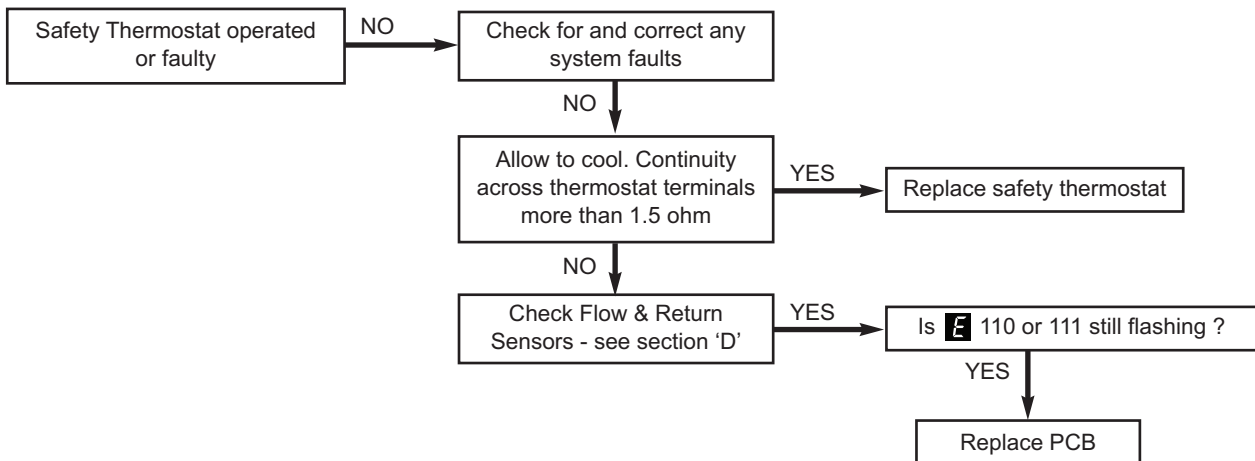 Safety Thermostat operated
or faulty
NO
Check for and correct any
system faults
NO
Allow to cool. Continuity
across thermostat terminals
more than 1.5 ohm
YES
Replace safety thermostat
NO
Check Flow & Return
Sensors - see section ‘D’
YES
Is E 110 or 111 still flashing ?
YES
Replace PCB